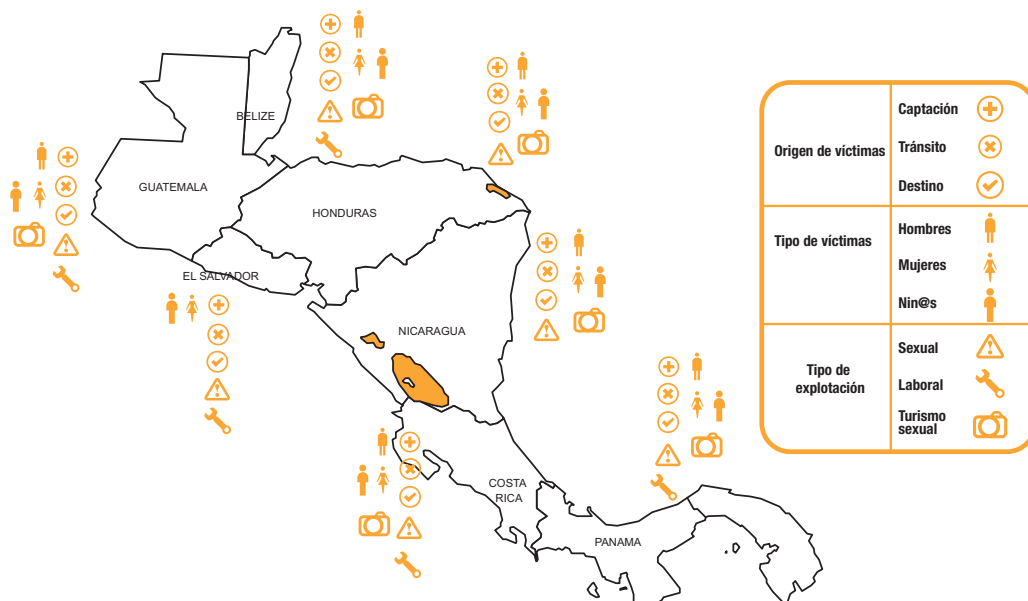 BELIZE
GUATEMALA
HONDURAS
EL SALVADOR
NICARAGUA
COSTA
RICA
PANAMA
Origen de víctimas
Captación
Tránsito
Destino
Tipo de víctimas
Hombres
Mujeres
Nin@s
Tipo de
explotación
Sexual
Laboral
Turismo
sexual